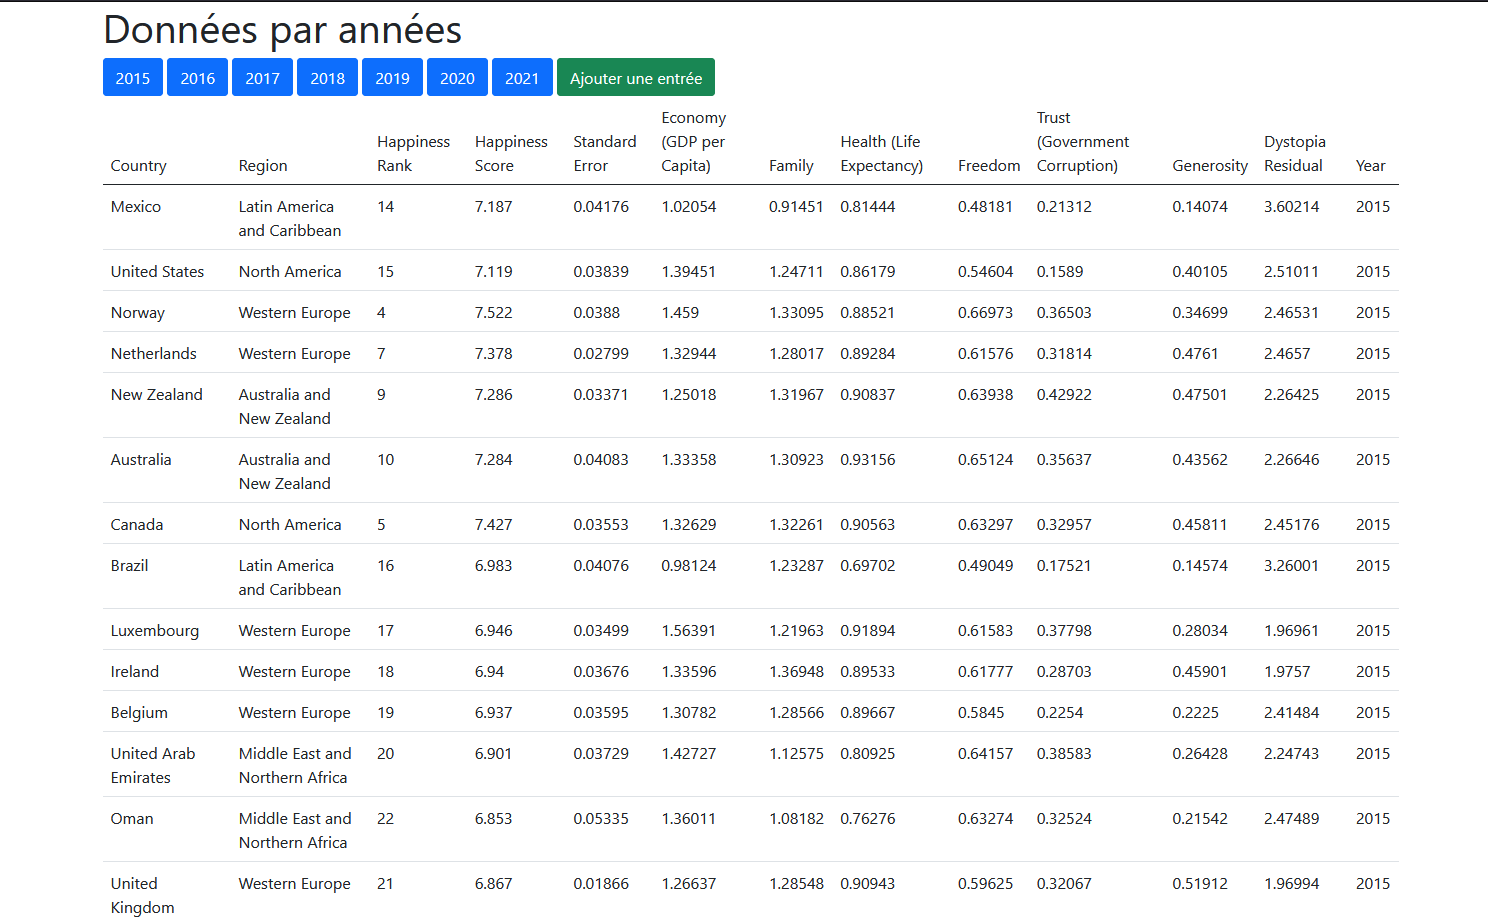 Données par années
2015 2016 2017 2018 2019 2020 2021 Ajouter une entrée
Country Region Happiness Rank Happiness Score Standard Error Economy (GDP per Capita) Family Health (Life Expectancy) Freedom Trust (Government Corruption) Generosity Dystopia Residual Year
Mexico Latin America and Caribbean 14 7.187 0.04176 1.02054 0.91451 0.81444 0.48181 0.21312 0.14074 3.60214 2015
United States North America 15 7.119 0.03839 1.39451 1.24711 0.86179 0.54604 0.1589 0.40105 2.51011 2015
Norway Western Europe 4 7.522 0.0388 1.459 1.33095 0.88521 0.66973 0.36503 0.34699 2.46531 2015
Netherlands Western Europe 7 7.378 0.02799 1.32944 1.28017 0.89284 0.61576 0.31814 0.4761 2.4657 2015
New Zealand Australia and New Zealand 9 7.286 0.03371 1.25018 1.31967 0.90837 0.63938 0.42922 0.47501 2.26425 2015
Australia Australia and New Zealand 10 7.284 0.04083 1.33358 1.30923 0.93156 0.65124 0.35637 0.43562 2.26646 2015
Canada North America 5 7.427 0.03553 1.32629 1.32261 0.90563 0.63297 0.32957 0.45811 2.45176 2015
Brazil Latin America and Caribbean 16 6.983 0.04076 0.98124 1.23287 0.69702 0.49049 0.17521 0.14574 3.26001 2015
Luxembourg Western Europe 17 6.946 0.03499 1.56391 1.21963 0.91894 0.61583 0.37798 0.28034 1.96961 2015
Ireland Western Europe 18 6.94 0.03676 1.33596 1.36948 0.89533 0.61777 0.28703 0.45901 1.9757 2015
Belgium Western Europe 19 6.937 0.03595 1.30782 1.28566 0.89667 0.5845 0.2254 0.2225 2.41484 2015
United Arab Emirates Middle East and Northern Africa 20 6.901 0.03729 1.42727 1.12575 0.80925 0.64157 0.38583 0.26428 2.24743 2015
Oman Middle East and Northern Africa 22 6.853 0.05335 1.36011 1.08182 0.76276 0.63274 0.32524 0.21542 2.47489 2015
United Kingdom Western Europe 21 6.867 0.01866 1.26637 1.28548 0.90943 0.59625 0.32067 0.51912 1.96994 2015